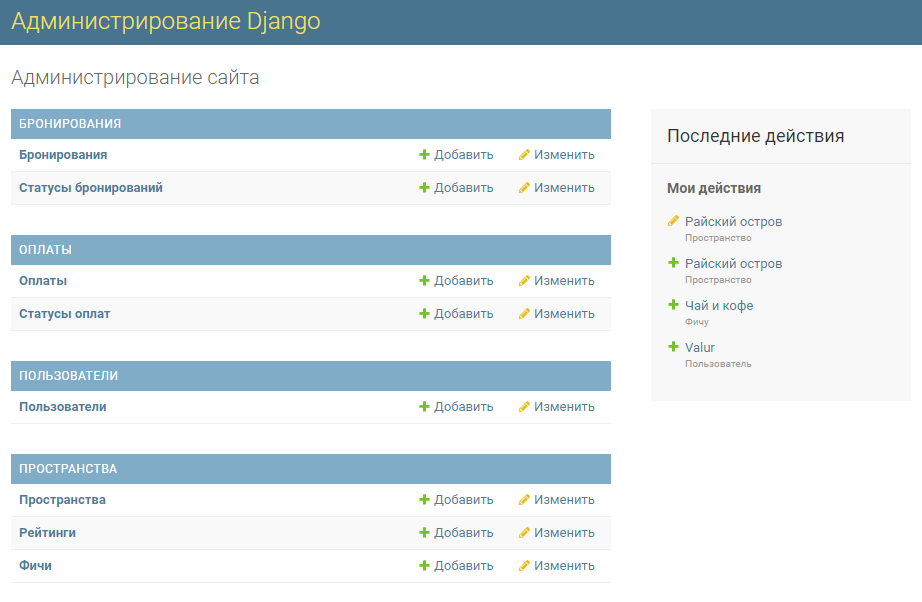 Администрирование Django
Администрирование сайта
БРОНИРОВАНИЯ
Бронирования Добавить Изменить
Статусы бронирований Добавить Изменить
ОПЛАТЫ
Оплаты Добавить Изменить
Статусы оплат Добавить Изменить
ПОЛЬЗОВАТЕЛИ
Пользователи Добавить Изменить
ПРОСТРАНСТВА
Пространства Добавить Изменить
Рейтинги Добавить Изменить
Фичи Добавить Изменить
Последние действия
Мои действия
Райский остров
Пространство
Райский остров
Пространство
Чай и кофе
Фичу
Valur
Пользователь